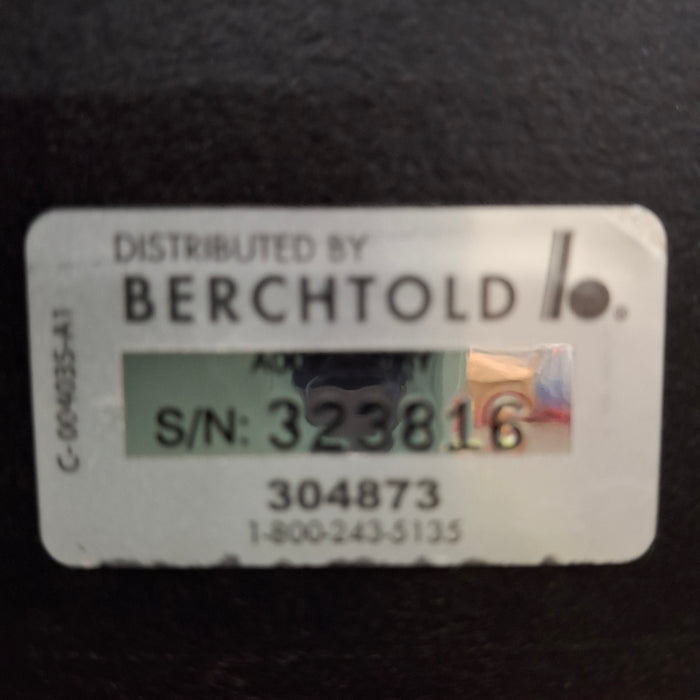 DISTRIBUTED BY
BERCHTOLD b.
C-004035-A1
S/N: 323816
304873
1-800-243-5135